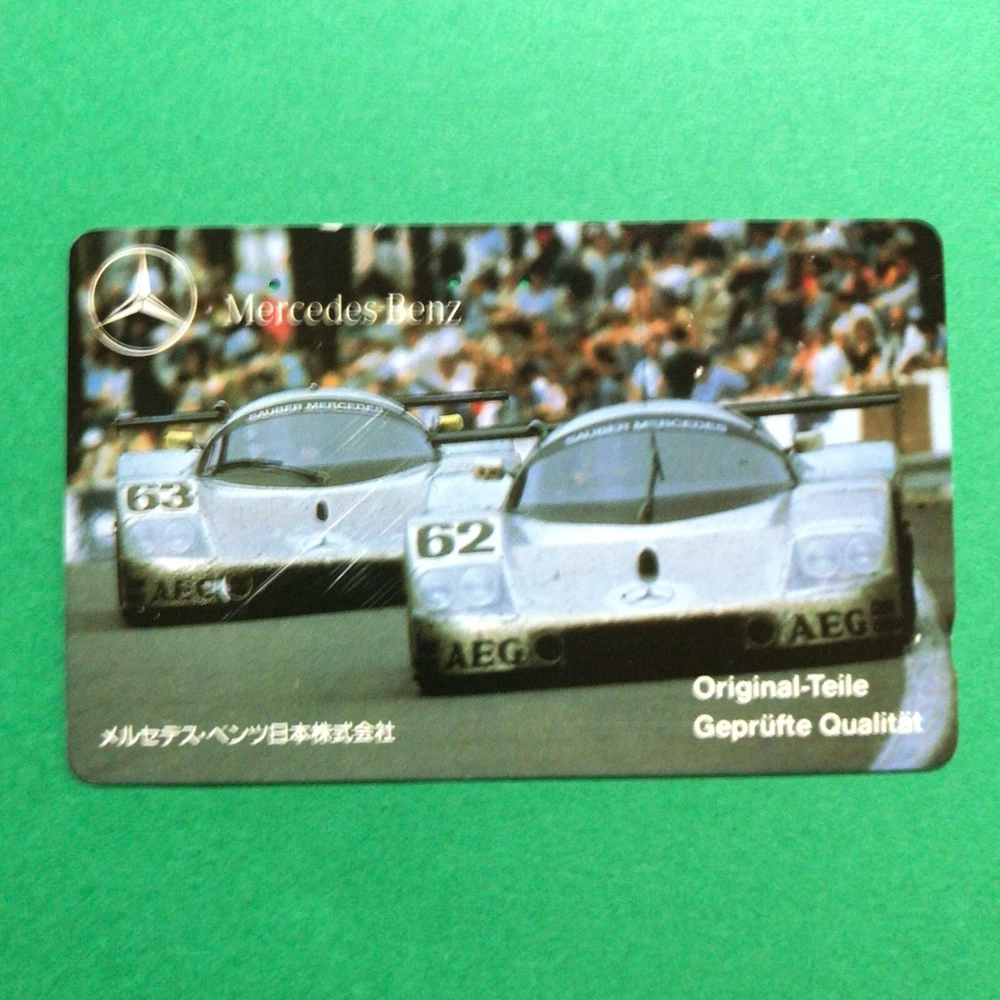 Mercedes Benz
SAUBER MERCEDES
SAUBER MERCEDES
63
62
AEG
AEG
AEG
Original-Teile
Geprüfte Qualität
メルセデス・ベンツ日本株式会社